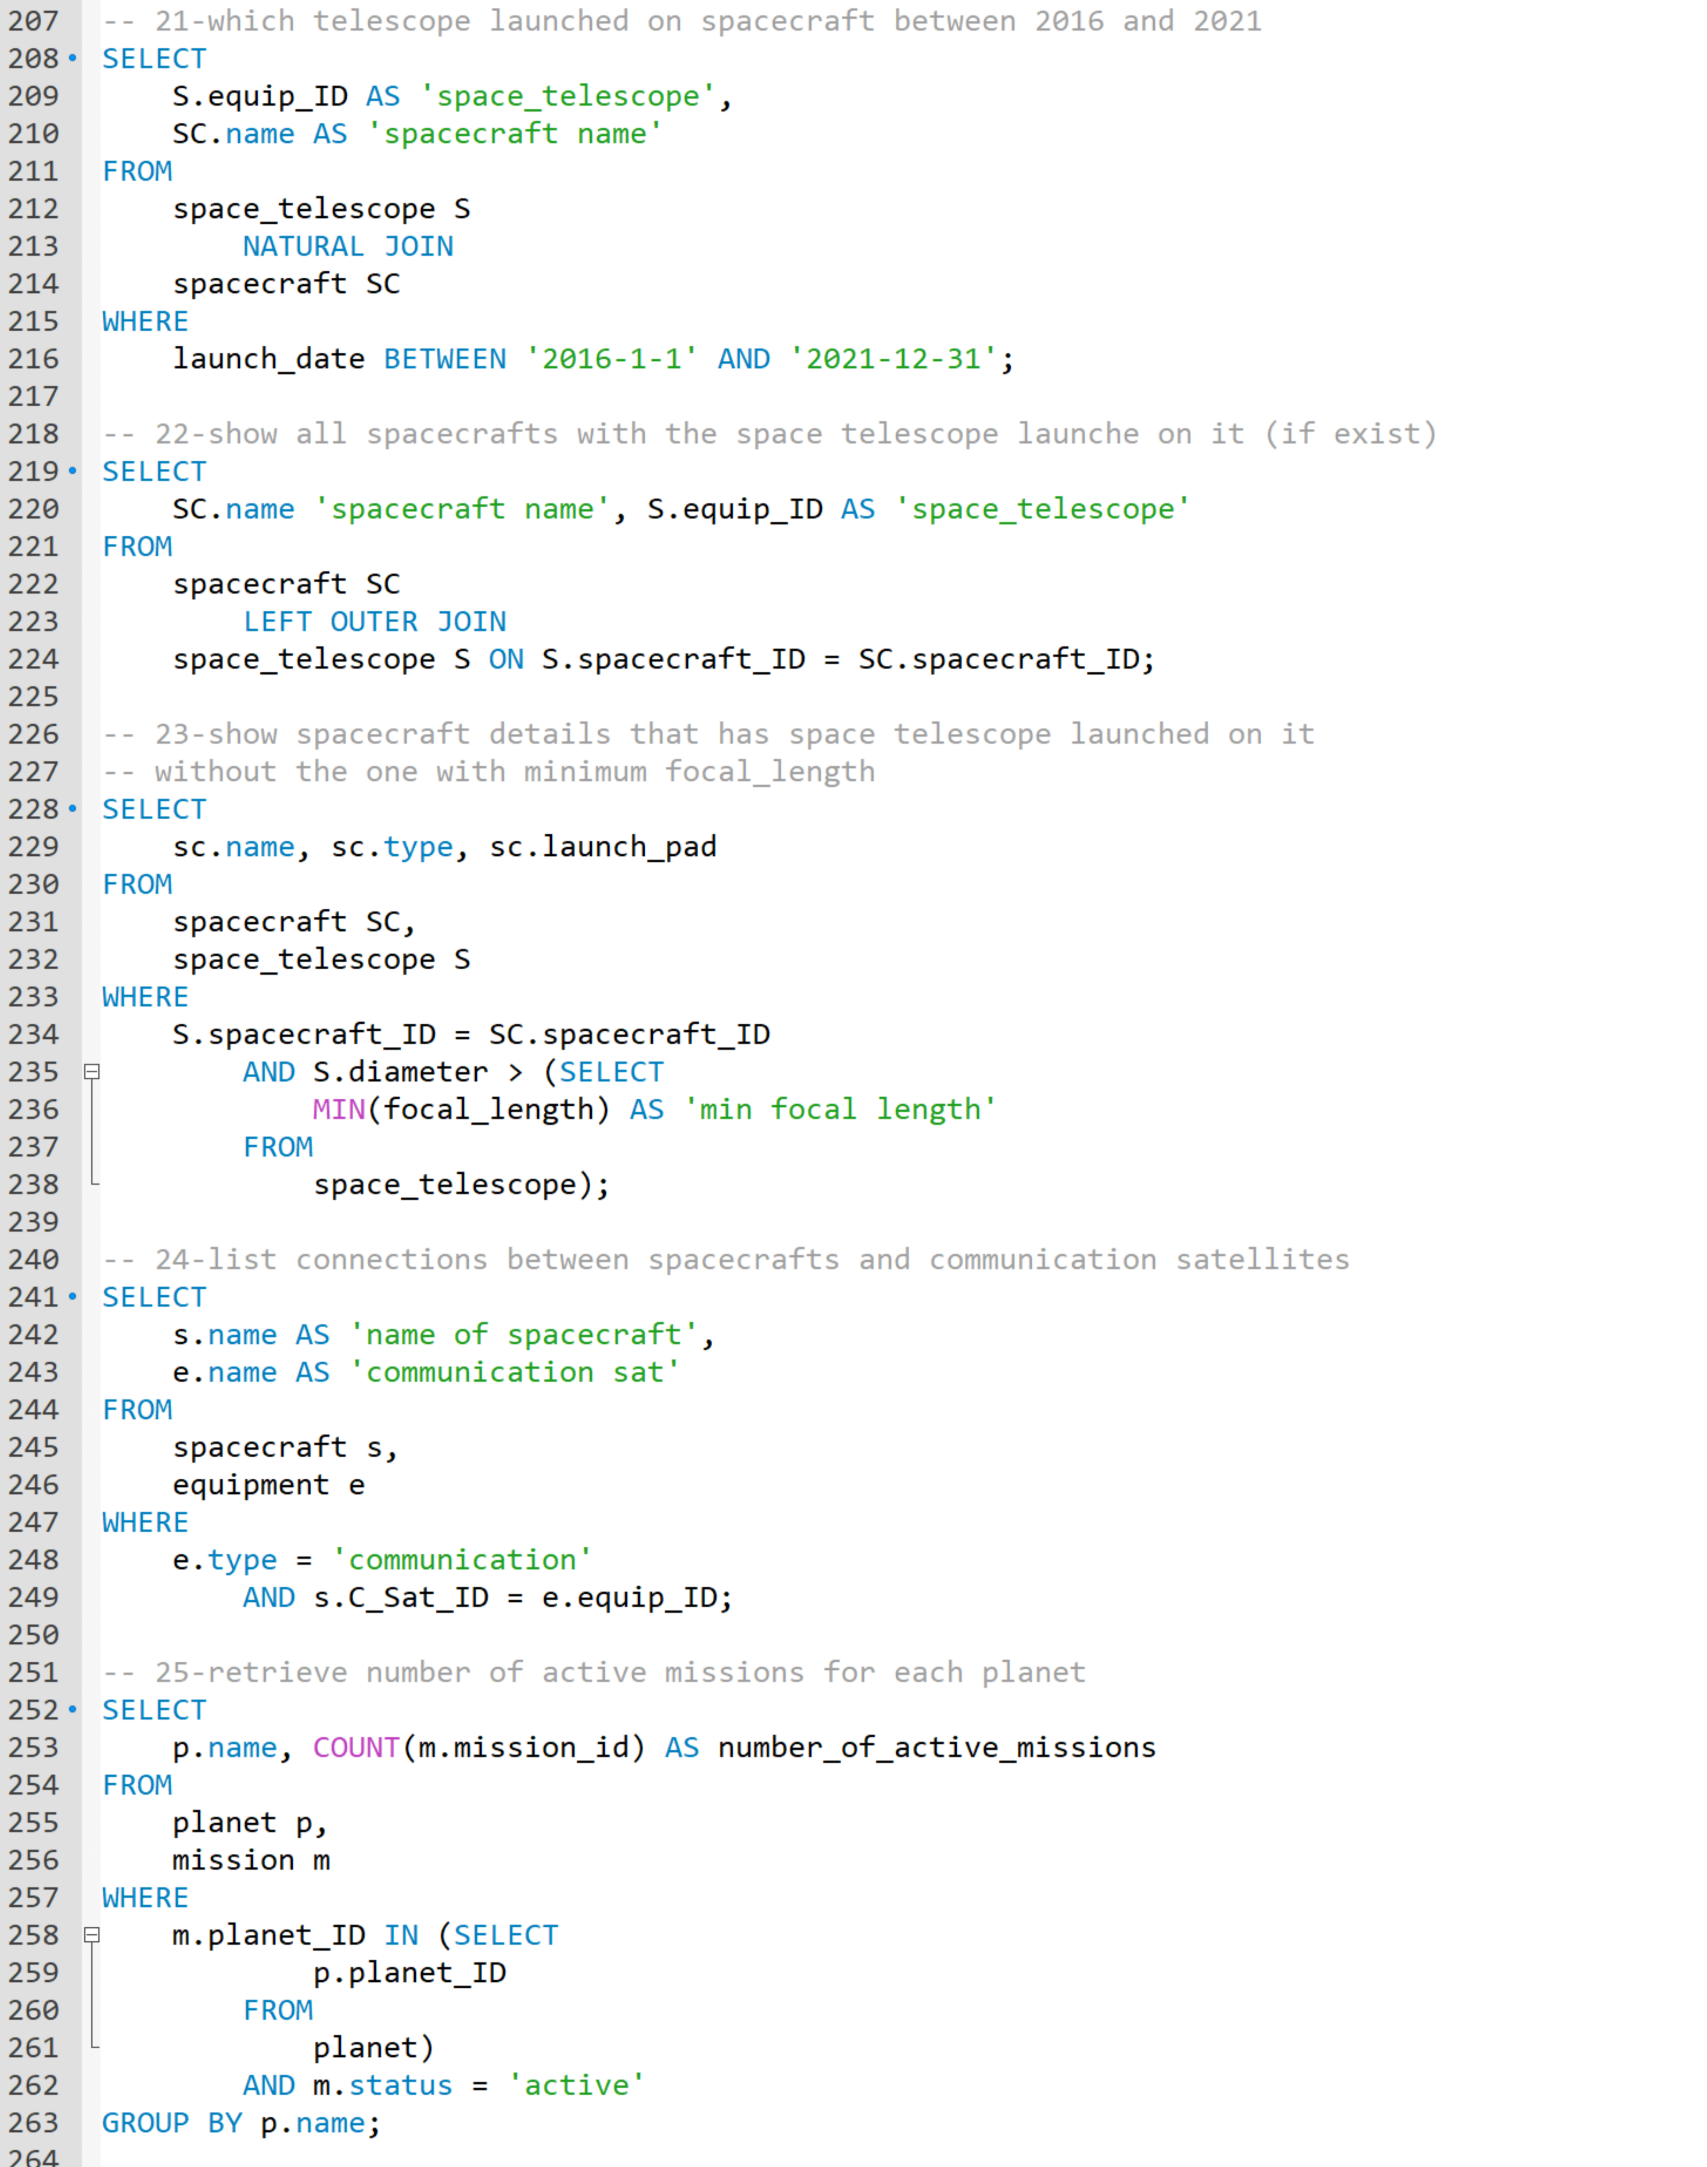 207 -- 21-which telescope launched on spacecraft between 2016 and 2021
208 SELECT
209 S.equip_ID AS 'space_telescope',
210 SC.name AS 'spacecraft name'
211 FROM
212 space_telescope S
213 NATURAL JOIN
214 spacecraft SC
215 WHERE
216 launch_date BETWEEN '2016-1-1' AND '2021-12-31';
217
218 -- 22-show all spacecrafts with the space telescope launche on it (if exist)
219 SELECT
220 SC.name 'spacecraft name', S.equip_ID AS 'space_telescope'
221 FROM
222 spacecraft SC
223 LEFT OUTER JOIN
224 space_telescope S ON S.spacecraft_ID = SC.spacecraft_ID;
225
226 -- 23-show spacecraft details that has space telescope launched on it
227 -- without the one with minimum focal_length
228 SELECT
229 sc.name, sc.type, sc.launch_pad
230 FROM
231 spacecraft SC,
232 space_telescope S
233 WHERE
234 S.spacecraft_ID = SC.spacecraft_ID
235 AND S.diameter > (SELECT
236 MIN(focal_length) AS 'min focal length'
237 FROM
238 space_telescope);
239
240 -- 24-list connections between spacecrafts and communication satellites
241 SELECT
242 s.name AS 'name of spacecraft',
243 e.name AS 'communication sat'
244 FROM
245 spacecraft s,
246 equipment e
247 WHERE
248 e.type = 'communication'
249 AND s.C_Sat_ID = e.equip_ID;
250
251 -- 25-retrieve number of active missions for each planet
252 SELECT
253 p.name, COUNT(m.mission_id) AS number_of_active_missions
254 FROM
255 planet p,
256 mission m
257 WHERE
258 m.planet_ID IN (SELECT
259 p.planet_ID
260 FROM
261 planet)
262 AND m.status = 'active'
263 GROUP BY p.name;
264